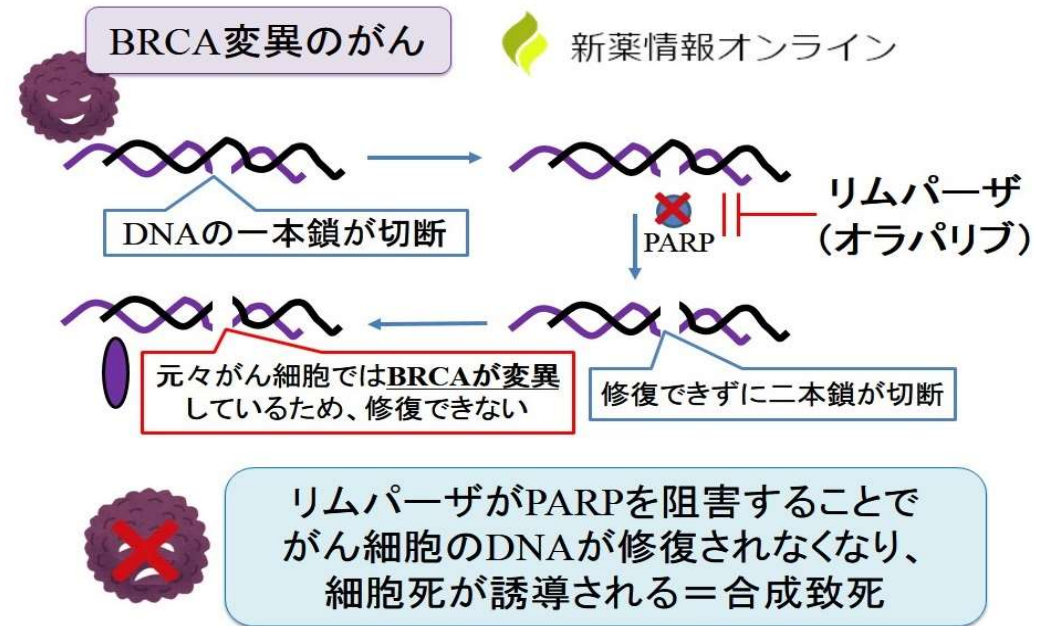 BRCA変異のがん
新薬情報オンライン
DNAの一本鎖が切断
PARP
リムパーザ
（オラパリブ）
元々がん細胞ではBRCAが変異
しているため、修復できない
修復できずに二本鎖が切断
リムパーザがPARPを阻害することで
がん細胞のDNAが修復されなくなり、
細胞死が誘導される＝合成致死